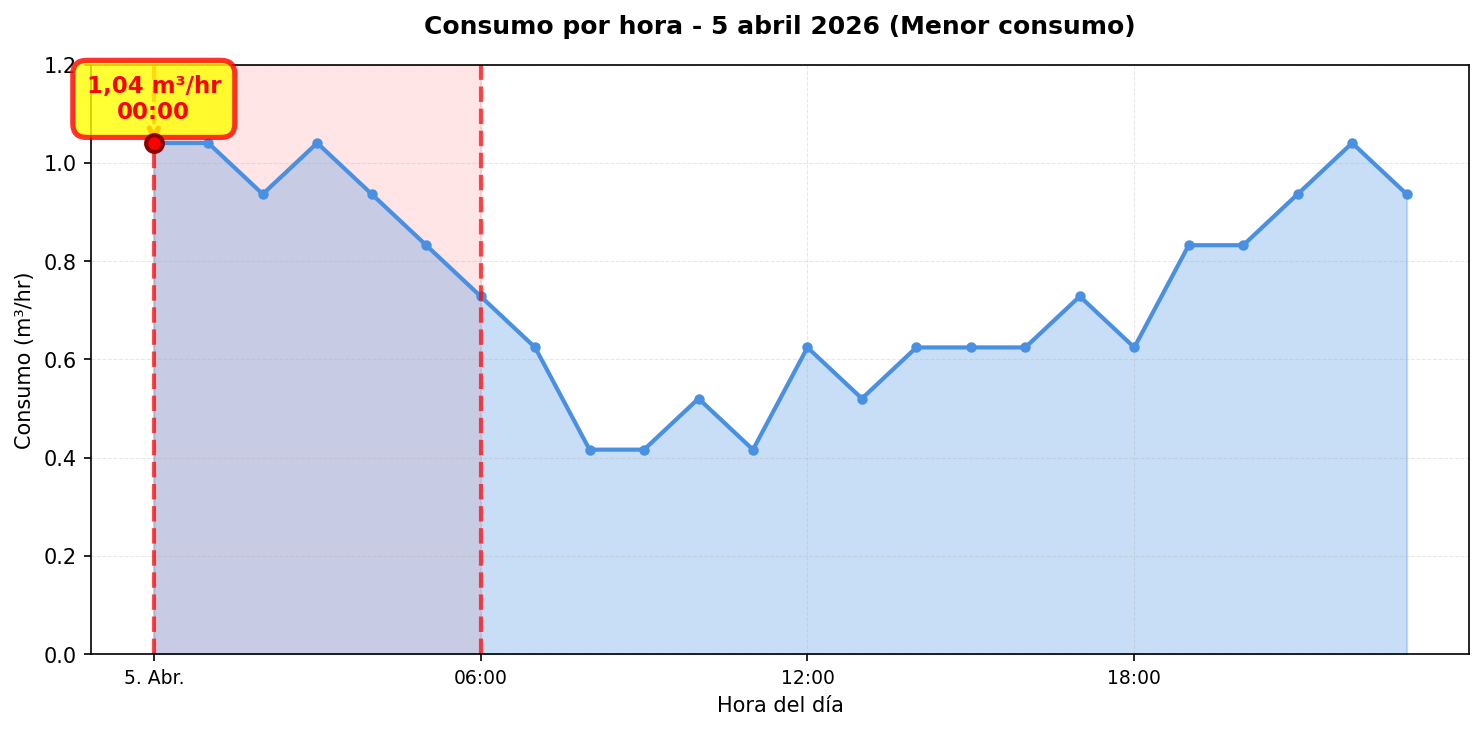 Consumo por hora - 5 abril 2026 (Menor consumo)
1,04 m³/hr
00:00
Consumo (m³/hr)
1.2
1.0
0.8
0.6
0.4
0.2
0.0
5. Abr.
06:00
12:00
18:00
Hora del día